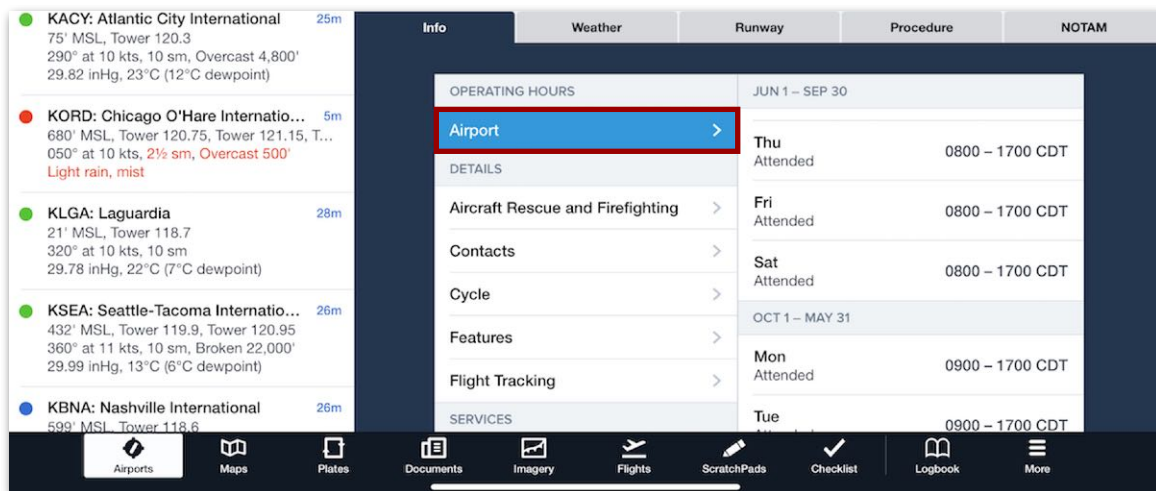 KACY: Atlantic City International 25m
75' MSL, Tower 120.3
290° at 10 kts, 10 sm, Overcast 4,800'
29.82 inHg, 23°C (12°C dewpoint)
KORD: Chicago O'Hare Internatio... 5m
680' MSL, Tower 120.75, Tower 121.15, T...
050° at 10 kts, 2½ sm, Overcast 500'
Light rain, mist
KLGA: Laguardia 28m
21' MSL, Tower 118.7
320° at 10 kts, 10 sm
29.78 inHg, 22°C (7°C dewpoint)
KSEA: Seattle-Tacoma Internatio... 26m
432' MSL, Tower 119.9, Tower 120.95
360° at 11 kts, 10 sm, Broken 22,000'
29.99 inHg, 13°C (6°C dewpoint)
KBNA: Nashville International 26m
599' MSL, Tower 118.6
Info Weather Runway Procedure NOTAM
OPERATING HOURS
Airport
DETAILS
Aircraft Rescue and Firefighting
Contacts
Cycle
Features
Flight Tracking
SERVICES
JUN 1 – SEP 30
Thu
Attended 0800 – 1700 CDT
Fri
Attended 0800 – 1700 CDT
Sat
Attended 0800 – 1700 CDT
OCT 1 – MAY 31
Mon
Attended 0900 – 1700 CDT
Tue
0900 – 1700 CDT
Airports Maps Plates Documents Imagery Flights ScratchPads Checklist Logbook More